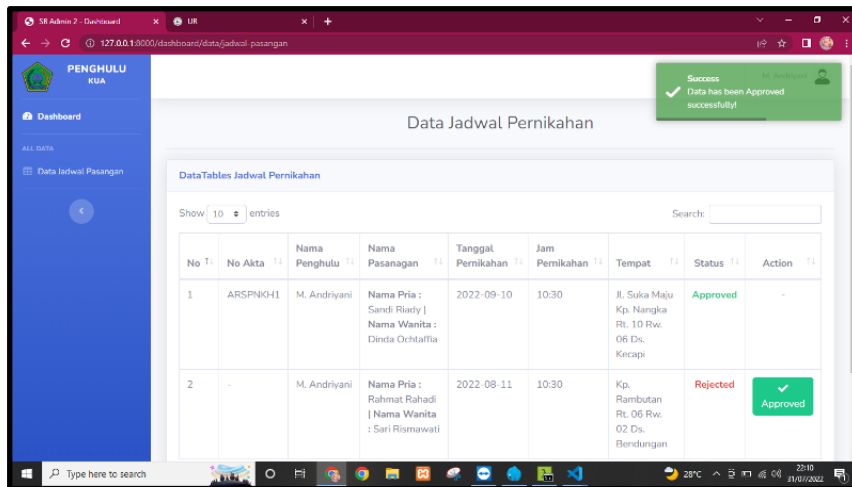 SB Admin 2 - Dashboard
UR
127.0.0.1:8000/dashboard/data/jadwal-pasangan
PENGHULU
KUA
Dashboard
ALL DATA
Data Jadwal Pasangan
M. Andriyani
Success
Data has been Approved
successfully!
Data Jadwal Pernikahan
DataTables Jadwal Pernikahan
Show 10 entries
Search:
No No Akta Nama Penghulu Nama Pasanagan Tanggal Pernikahan Jam Pernikahan Tempat Status Action
1 ARSPNKH1 M. Andriyani Nama Pria : 2022-09-10 10:30 Jl. Suka Maju Approved -
Sandi Riady | Kp. Nangka
Nama Wanita : Rt. 10 Rw.
Dinda Ochtaffia 06 Ds.
Kecapi
2 - M. Andriyani Nama Pria : 2022-08-11 10:30 Kp. Rejected Approved
Rahmat Rahadi Rambutan
| Nama Wanita Rt. 06 Rw.
: Sari Rismawati 02 Ds.
Bendungan
Type here to search
28°C
22:10
31/07/2022